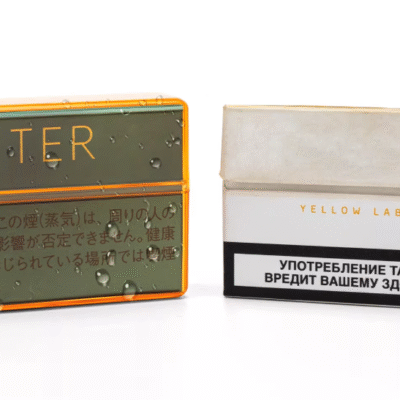 TER
この煙(蒸気)は、周りの人の
影響が否定できません。健康
じられている場所では喫煙
YELLOW LAB
УПОТРЕБЛЕНИЕ ТА
ВРЕДИТ ВАШЕМУ ЗД